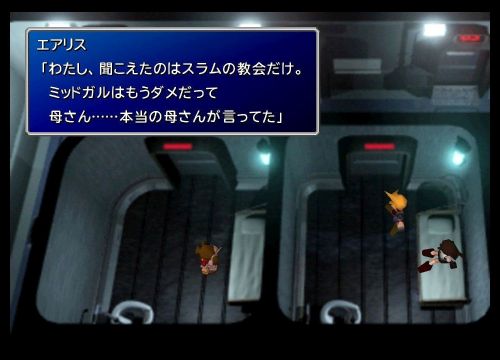 エアリス
「わたし、聞こえたのはスラムの教会だけ。
ミッドガルはもうダメだって
母さん……本当の母さんが言ってた」